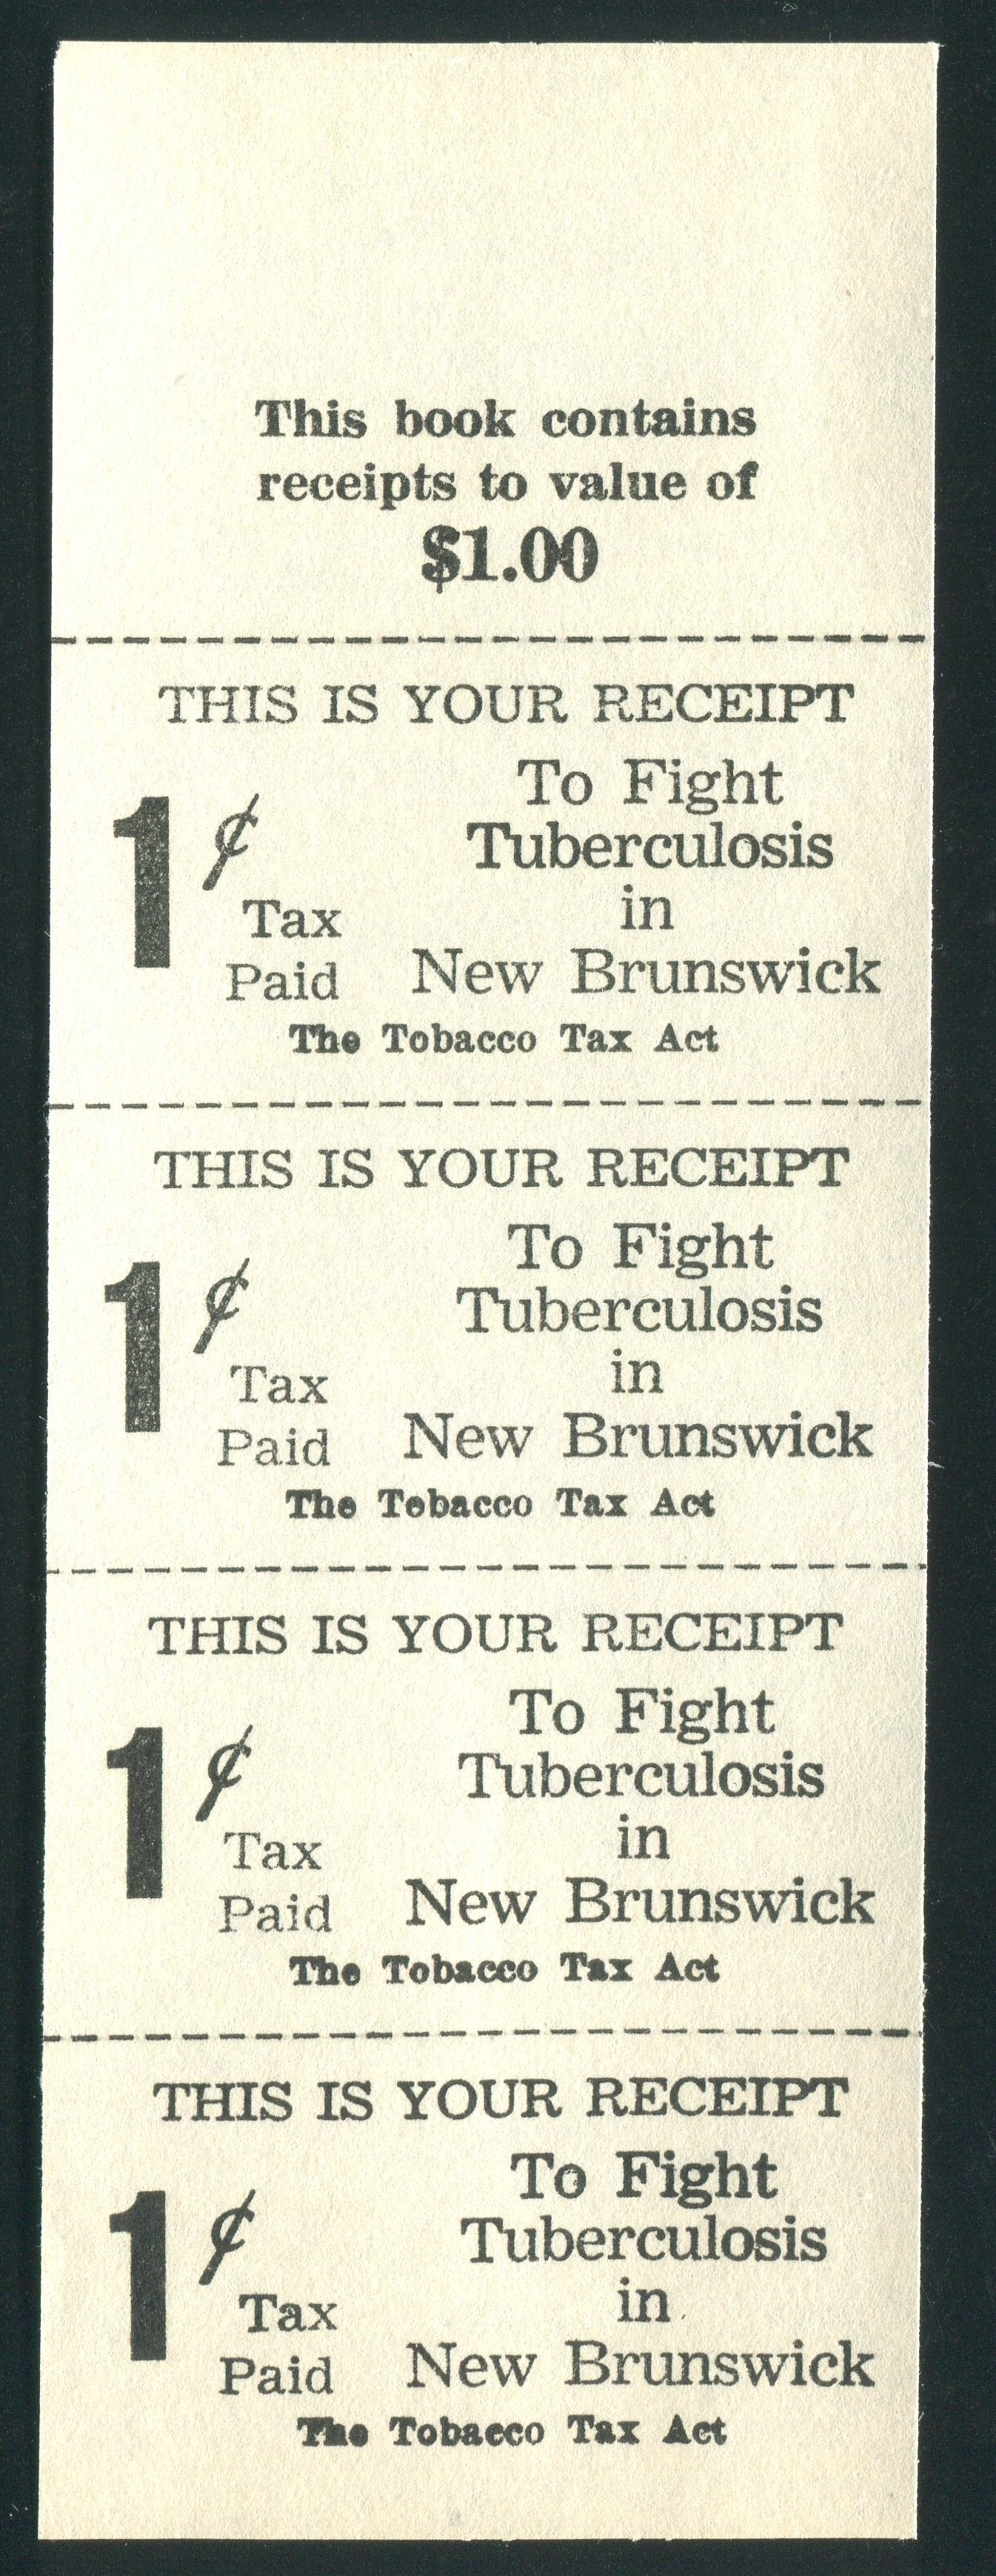 This book contains
receipts to value of
$1.00
THIS IS YOUR RECEIPT
1¢ Tax Paid
To Fight
Tuberculosis
in
New Brunswick
The Tobacco Tax Act
THIS IS YOUR RECEIPT
1¢ Tax Paid
To Fight
Tuberculosis
in
New Brunswick
The Tobacco Tax Act
THIS IS YOUR RECEIPT
1¢ Tax Paid
To Fight
Tuberculosis
in
New Brunswick
The Tobacco Tax Act
THIS IS YOUR RECEIPT
1¢ Tax Paid
To Fight
Tuberculosis
in
New Brunswick
The Tobacco Tax Act